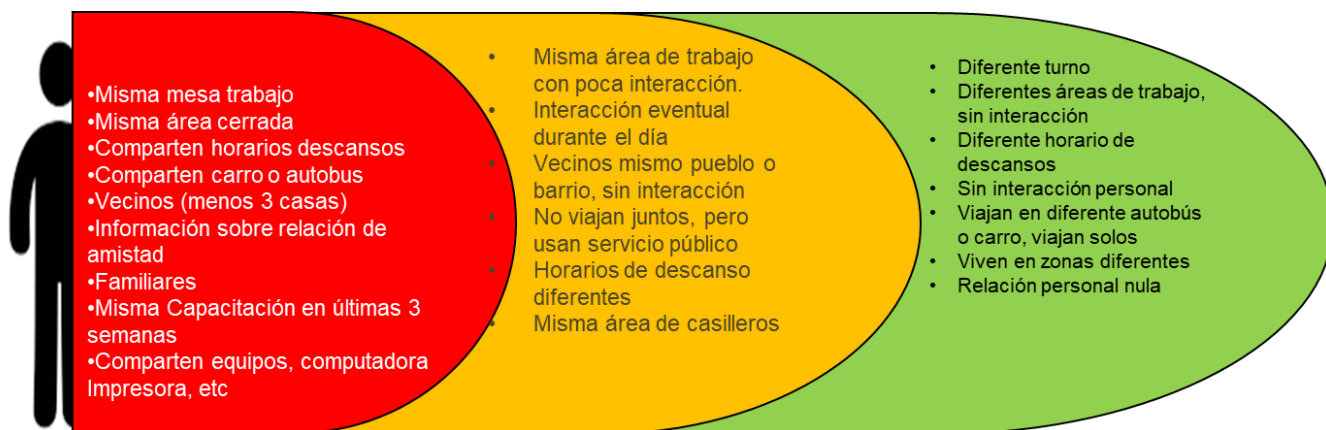 •Misma mesa trabajo
•Misma área cerrada
•Comparten horarios descansos
•Comparten carro o autobus
•Vecinos (menos 3 casas)
•Información sobre relación de
amistad
•Familiares
•Misma Capacitación en últimas 3
semanas
•Comparten equipos, computadora
Impresora, etc
• Misma área de trabajo
con poca interacción.
• Interacción eventual
durante el día
• Vecinos mismo pueblo o
barrio, sin interacción
• No viajan juntos, pero
usan servicio público
• Horarios de descanso
diferentes
• Misma área de casilleros
• Diferente turno
• Diferentes áreas de trabajo,
sin interacción
• Diferente horario de
descansos
• Sin interacción personal
• Viajan en diferente autobús
o carro, viajan solos
• Viven en zonas diferentes
• Relación personal nula